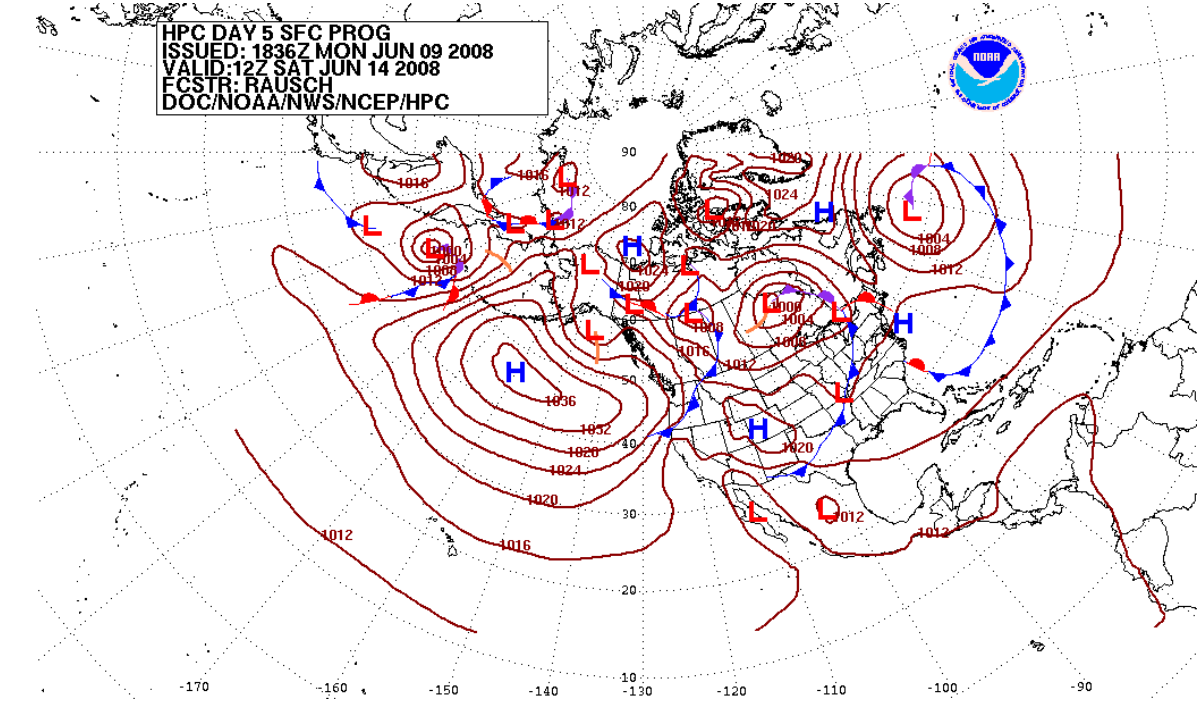 HPC DAY 5 SFC PROG
ISSUED: 1836Z MON JUN 09 2008
VALID:12Z SAT JUN 14 2008
FCSTR: RAUSCH
DOC/NOAA/NWS/NCEP/HPC
NOAA
90
1020
1016
1016
1012
L
1024
80
L
H
L
L
L
L
1012
1028
L
1004
H
1008
1004
1008
1012
L
70
1024
L
1012
1020
L
L
1000
1004
L
L
H
60
L
1008
1008
1016
1012
H
50
1036
L
1032
H
40
1028
1020
1024
1020
30
L
L
1012
1012
1012
1016
20
10
-170
-160
-150
-140
-130
-120
-110
-100
-90